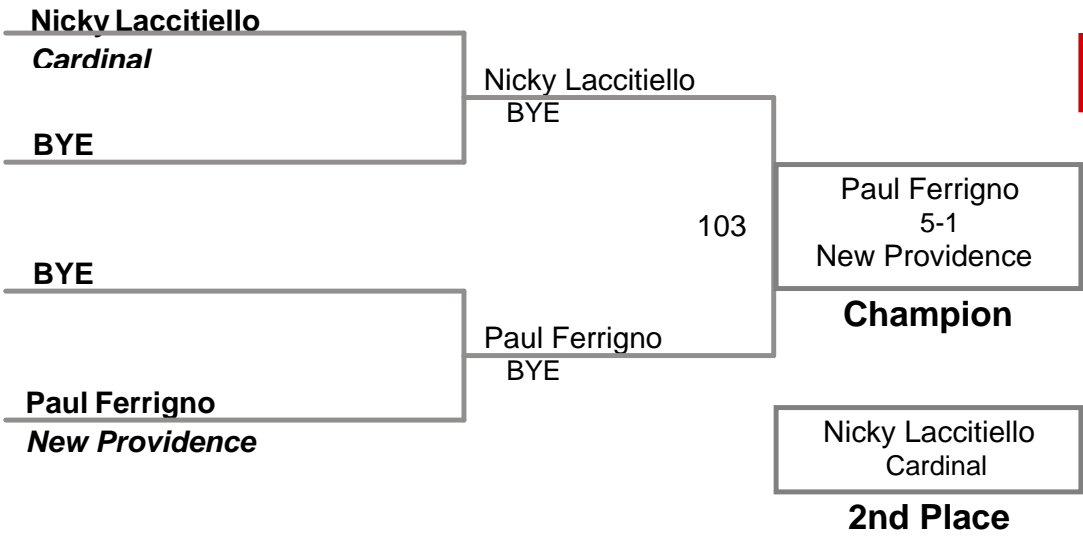 Nicky Laccitiello
Cardinal
BYE
BYE
Paul Ferrigno
New Providence
Nicky Laccitiello
BYE
Paul Ferrigno
BYE
103
Paul Ferrigno
5-1
New Providence
Champion
Nicky Laccitiello
Cardinal
2nd Place